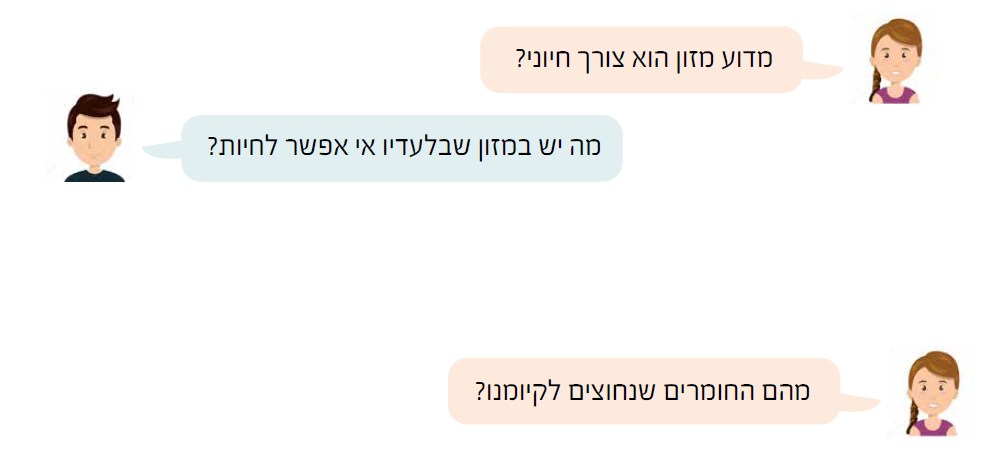 מדוע מזון הוא צורך חיוני?
מה יש במזון שבלעדיו אי אפשר לחיות?
מהם החומרים שנחוצים לקיומנו?